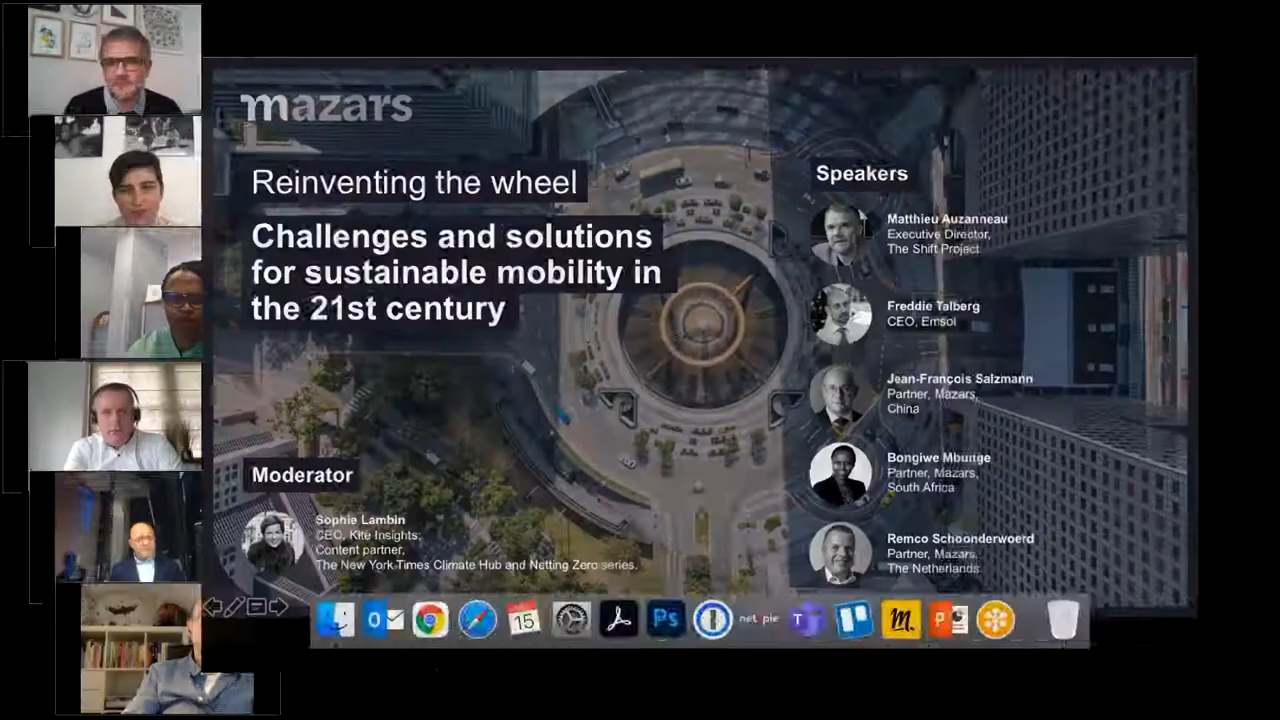 mazars
Reinventing the wheel
Challenges and solutions
for sustainable mobility in
the 21st century
Moderator
Sophie Lambin
CEO, Kite Insights;
Content partner,
The New York Times Climate Hub and Netting Zero series.
Speakers
Matthieu Auzanneau
Executive Director,
The Shift Project
Freddie Talberg
CEO, Emsol
Jean-François Salzmann
Partner, Mazars,
China
Bongiwe Mbunge
Partner, Mazars,
South Africa
Remco Schoonderwoerd
Partner, Mazars,
The Netherlands
15
Ps
T
m
P